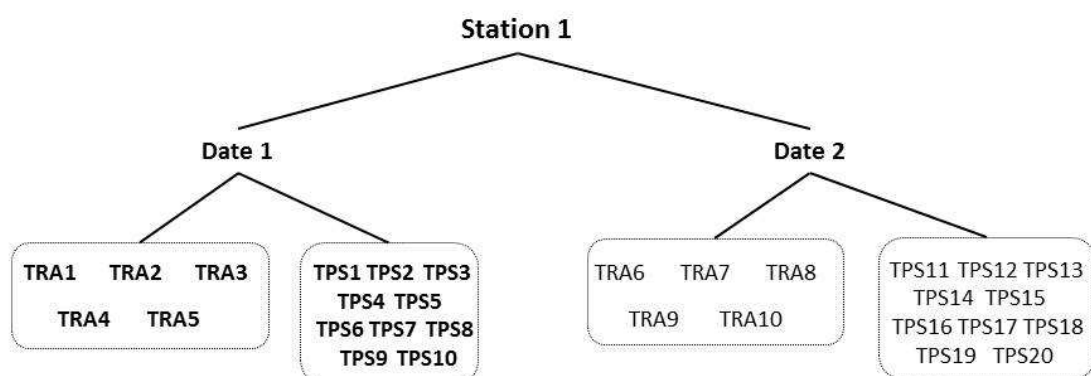 Station 1
Date 1
Date 2
TRA1 TRA2 TRA3
TRA4 TRA5
TPS1 TPS2 TPS3
TPS4 TPS5
TPS6 TPS7 TPS8
TPS9 TPS10
TRA6 TRA7 TRA8
TRA9 TRA10
TPS11 TPS12 TPS13
TPS14 TPS15
TPS16 TPS17 TPS18
TPS19 TPS20